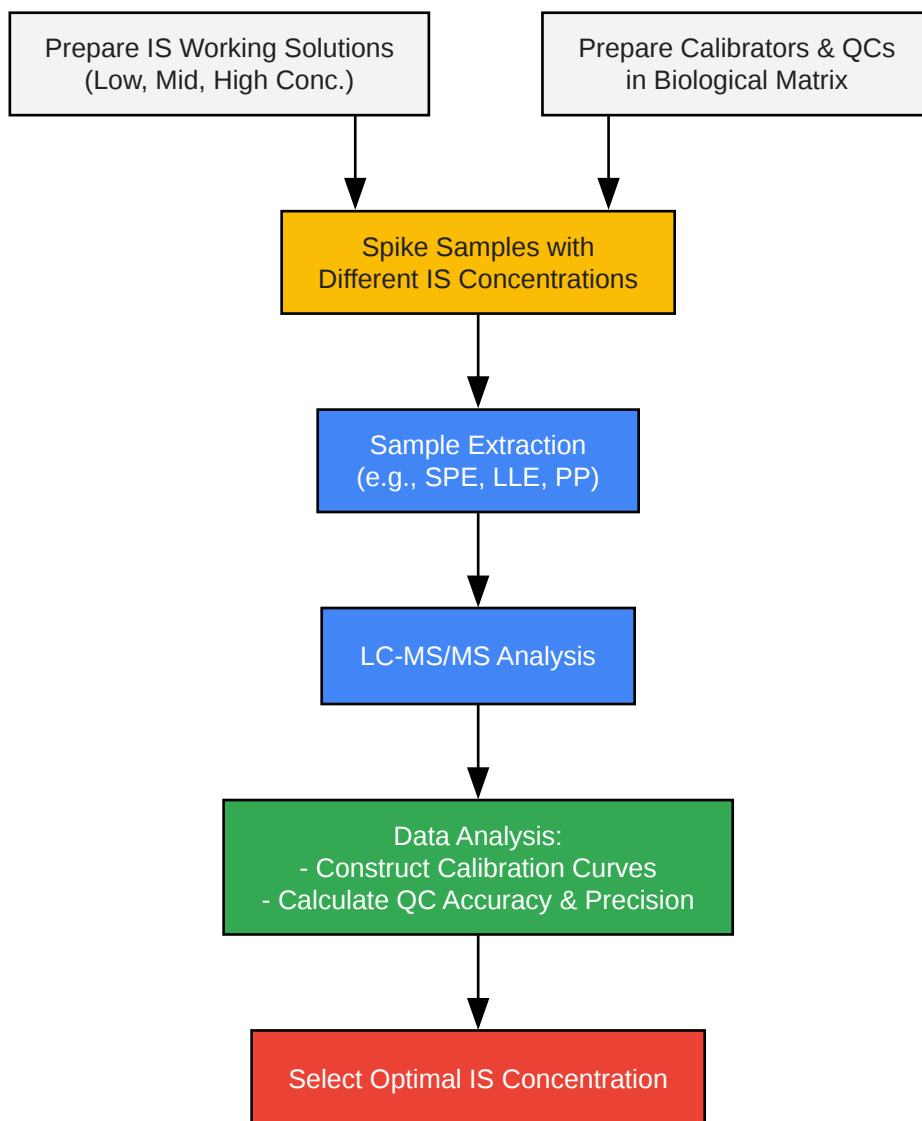 Prepare IS Working Solutions
(Low, Mid, High Conc.)
Prepare Calibrators & QCs
in Biological Matrix
Spike Samples with
Different IS Concentrations
Sample Extraction
(e.g., SPE, LLE, PP)
LC-MS/MS Analysis
Data Analysis:
- Construct Calibration Curves
- Calculate QC Accuracy & Precision
Select Optimal IS Concentration